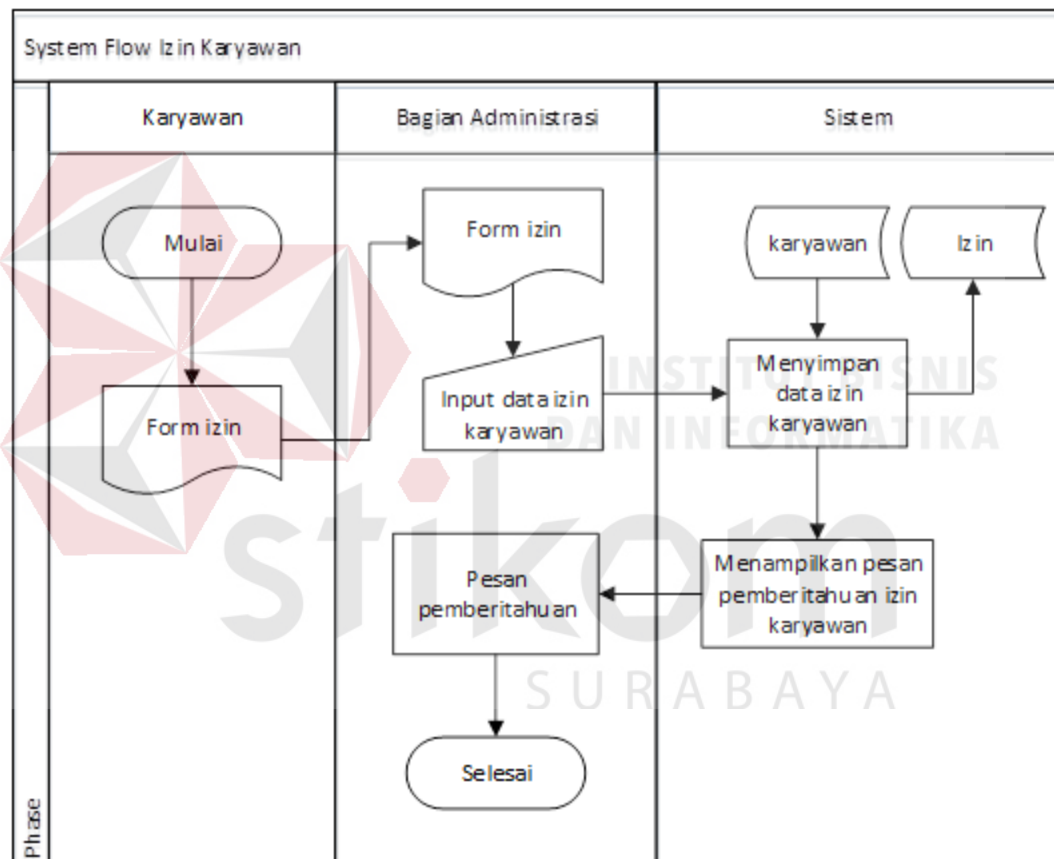 System Flow Izin Karyawan
Karyawan
Bagian Administrasi
Sistem
Mulai
Form izin
Form izin
Input data izin
karyawan
karyawan
Izin
Menyimpan
data izin
karyawan
Menampilkan pesan
pemberitahuan izin
karyawan
Pesan
pemberitahuan
Selesai
Phase
INSTITUT BISNIS
DAN INFORMATIKA
stikom
SURABAYA